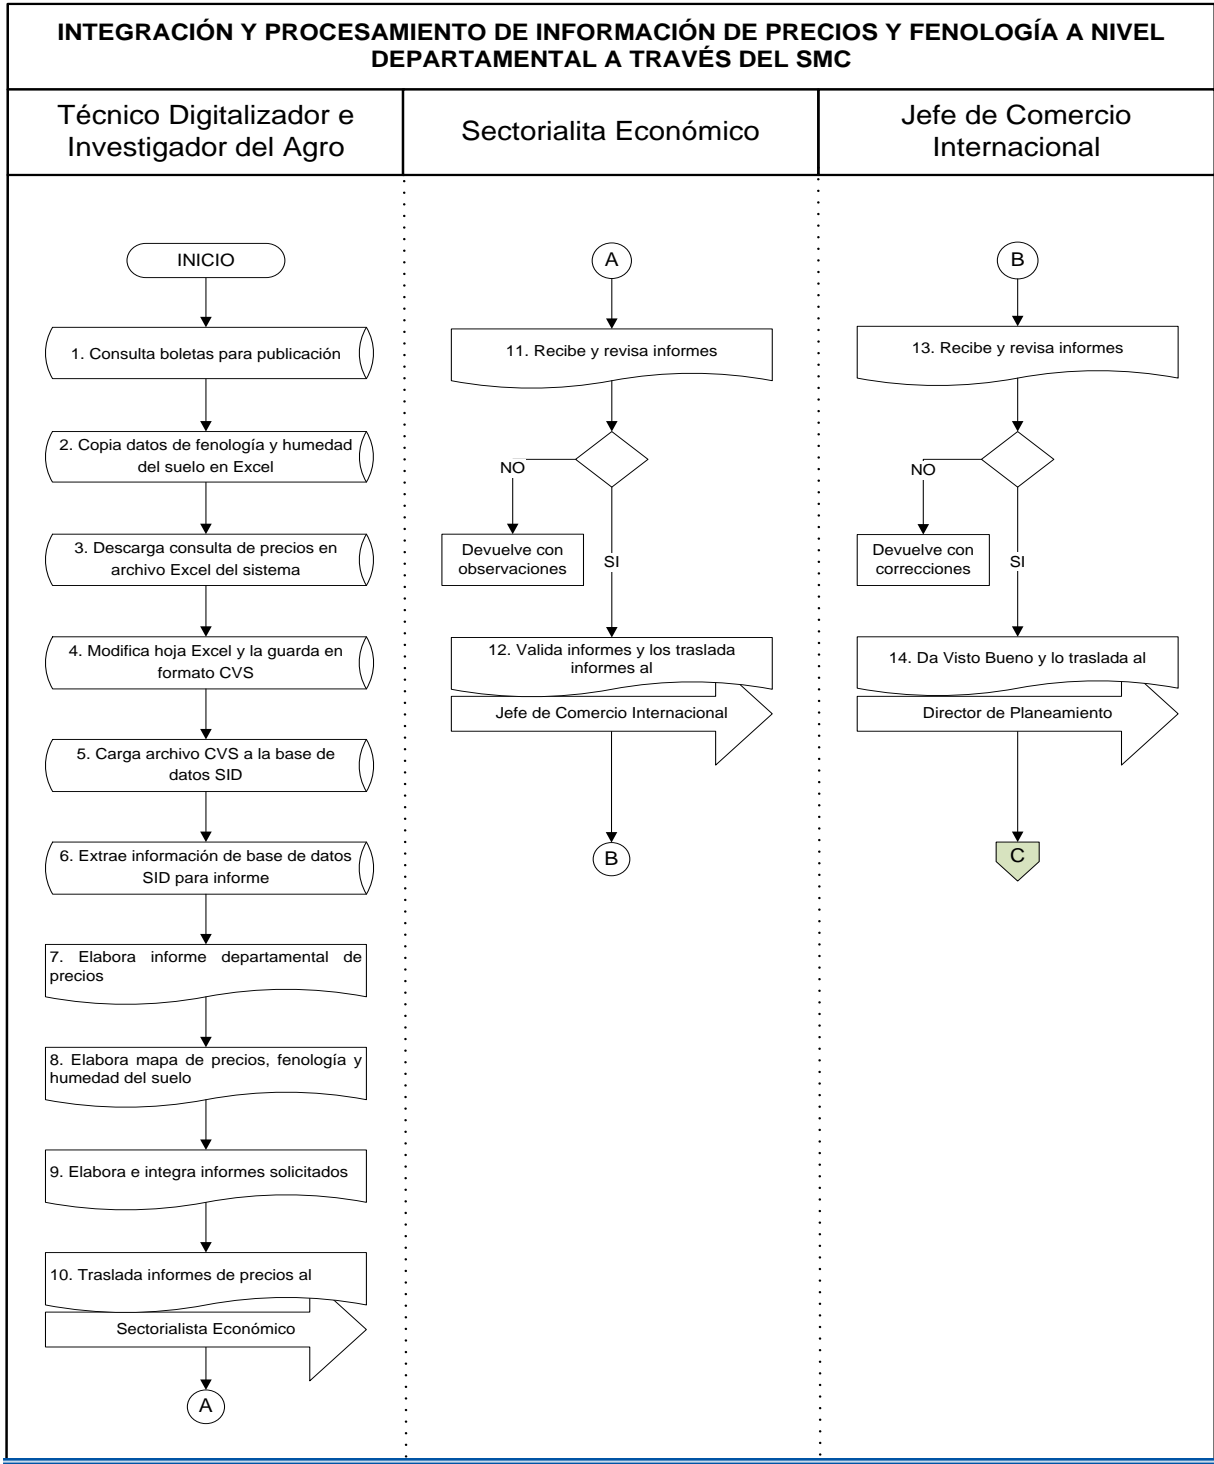 INTEGRACIÓN Y PROCESAMIENTO DE INFORMACIÓN DE PRECIOS Y FENOLOGÍA A NIVEL
DEPARTAMENTAL A TRAVÉS DEL SMC
Técnico Digitalizador e
Investigador del Agro
Sectorialita Económico
Jefe de Comercio
Internacional
INICIO
1. Consulta boletas para publicación
2. Copia datos de fenología y humedad
del suelo en Excel
3. Descarga consulta de precios en
archivo Excel del sistema
4. Modifica hoja Excel y la guarda en
formato CVS
5. Carga archivo CVS a la base de
datos SID
6. Extrae información de base de datos
SID para informe
7. Elabora informe departamental de
precios
8. Elabora mapa de precios, fenología y
humedad del suelo
9. Elabora e integra informes solicitados
10. Traslada informes de precios al
Sectorialista Económico
A
A
11. Recibe y revisa informes
NO
Devuelve con
observaciones
SI
12. Valida informes y los traslada
informes al
Jefe de Comercio Internacional
B
B
13. Recibe y revisa informes
NO
Devuelve con
correcciones
SI
14. Da Visto Bueno y lo traslada al
Director de Planeamiento
C